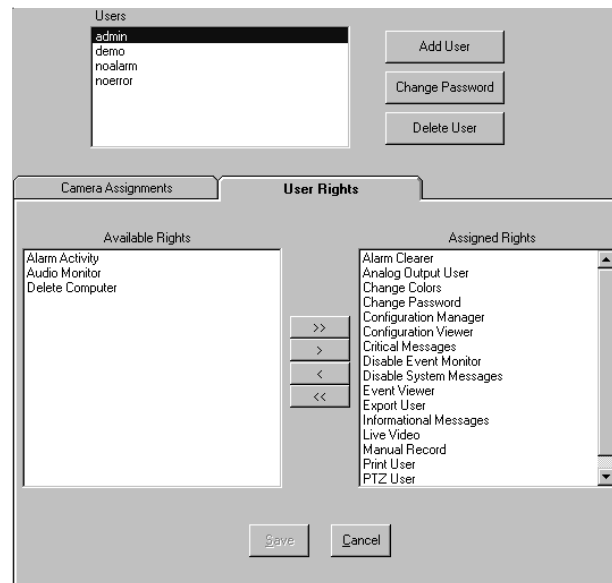 Users
admin
demo
noalarm
noerror
Add User
Change Password
Delete User
Camera Assignments
User Rights
Available Rights
Alarm Activity
Audio Monitor
Delete Computer
>>
>
<
<<
Assigned Rights
Alarm Clearer
Analog Output User
Change Colors
Change Password
Configuration Manager
Configuration Viewer
Critical Messages
Disable Event Monitor
Disable System Messages
Event Viewer
Export User
Informational Messages
Live Video
Manual Record
Print User
PTZ User
Save
Cancel